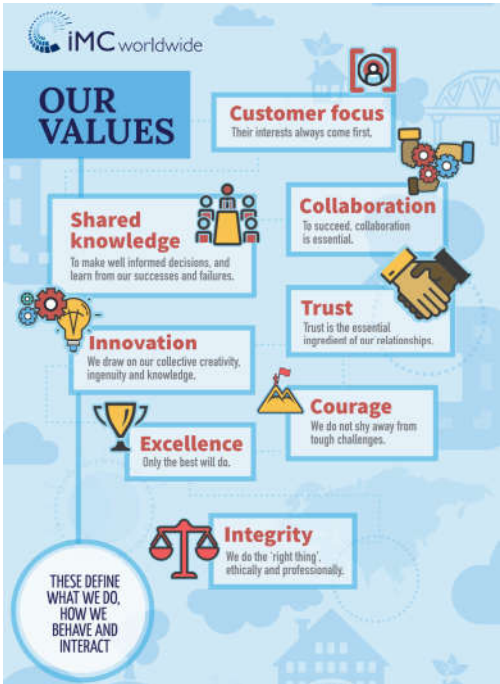 iMC worldwide
OUR
VALUES
Customer focus
Their interests always come first.
Shared
knowledge
To make well informed decisions, and
learn from our successes and failures.
Collaboration
To succeed, collaboration
is essential.
Trust
Trust is the essential
ingredient of our relationships.
Innovation
We draw on our collective creativity,
ingenuity and knowledge.
Courage
We do not shy away from
tough challenges.
Excellence
Only the best will do.
Integrity
We do the 'right thing',
ethically and professionally.
THESE DEFINE
WHAT WE DO,
HOW WE
BEHAVE AND
INTERACT